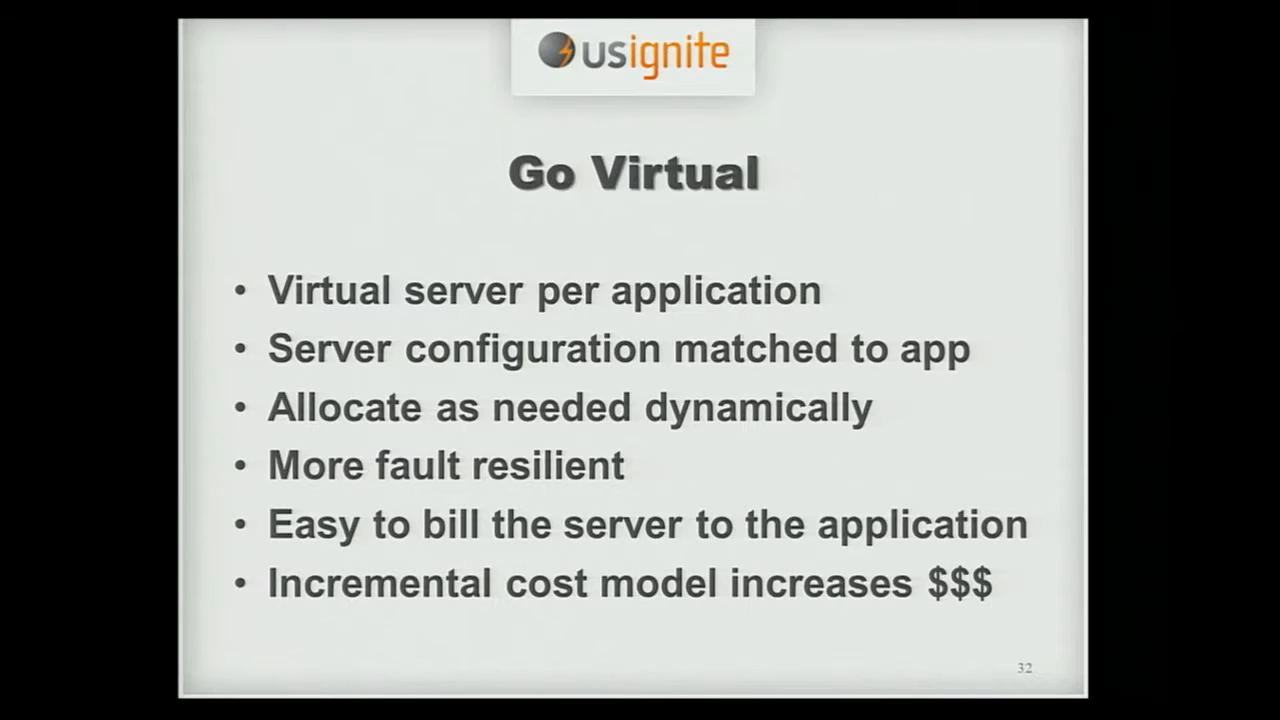 usignite
Go Virtual
• Virtual server per application
• Server configuration matched to app
• Allocate as needed dynamically
• More fault resilient
• Easy to bill the server to the application
• Incremental cost model increases $$$
32